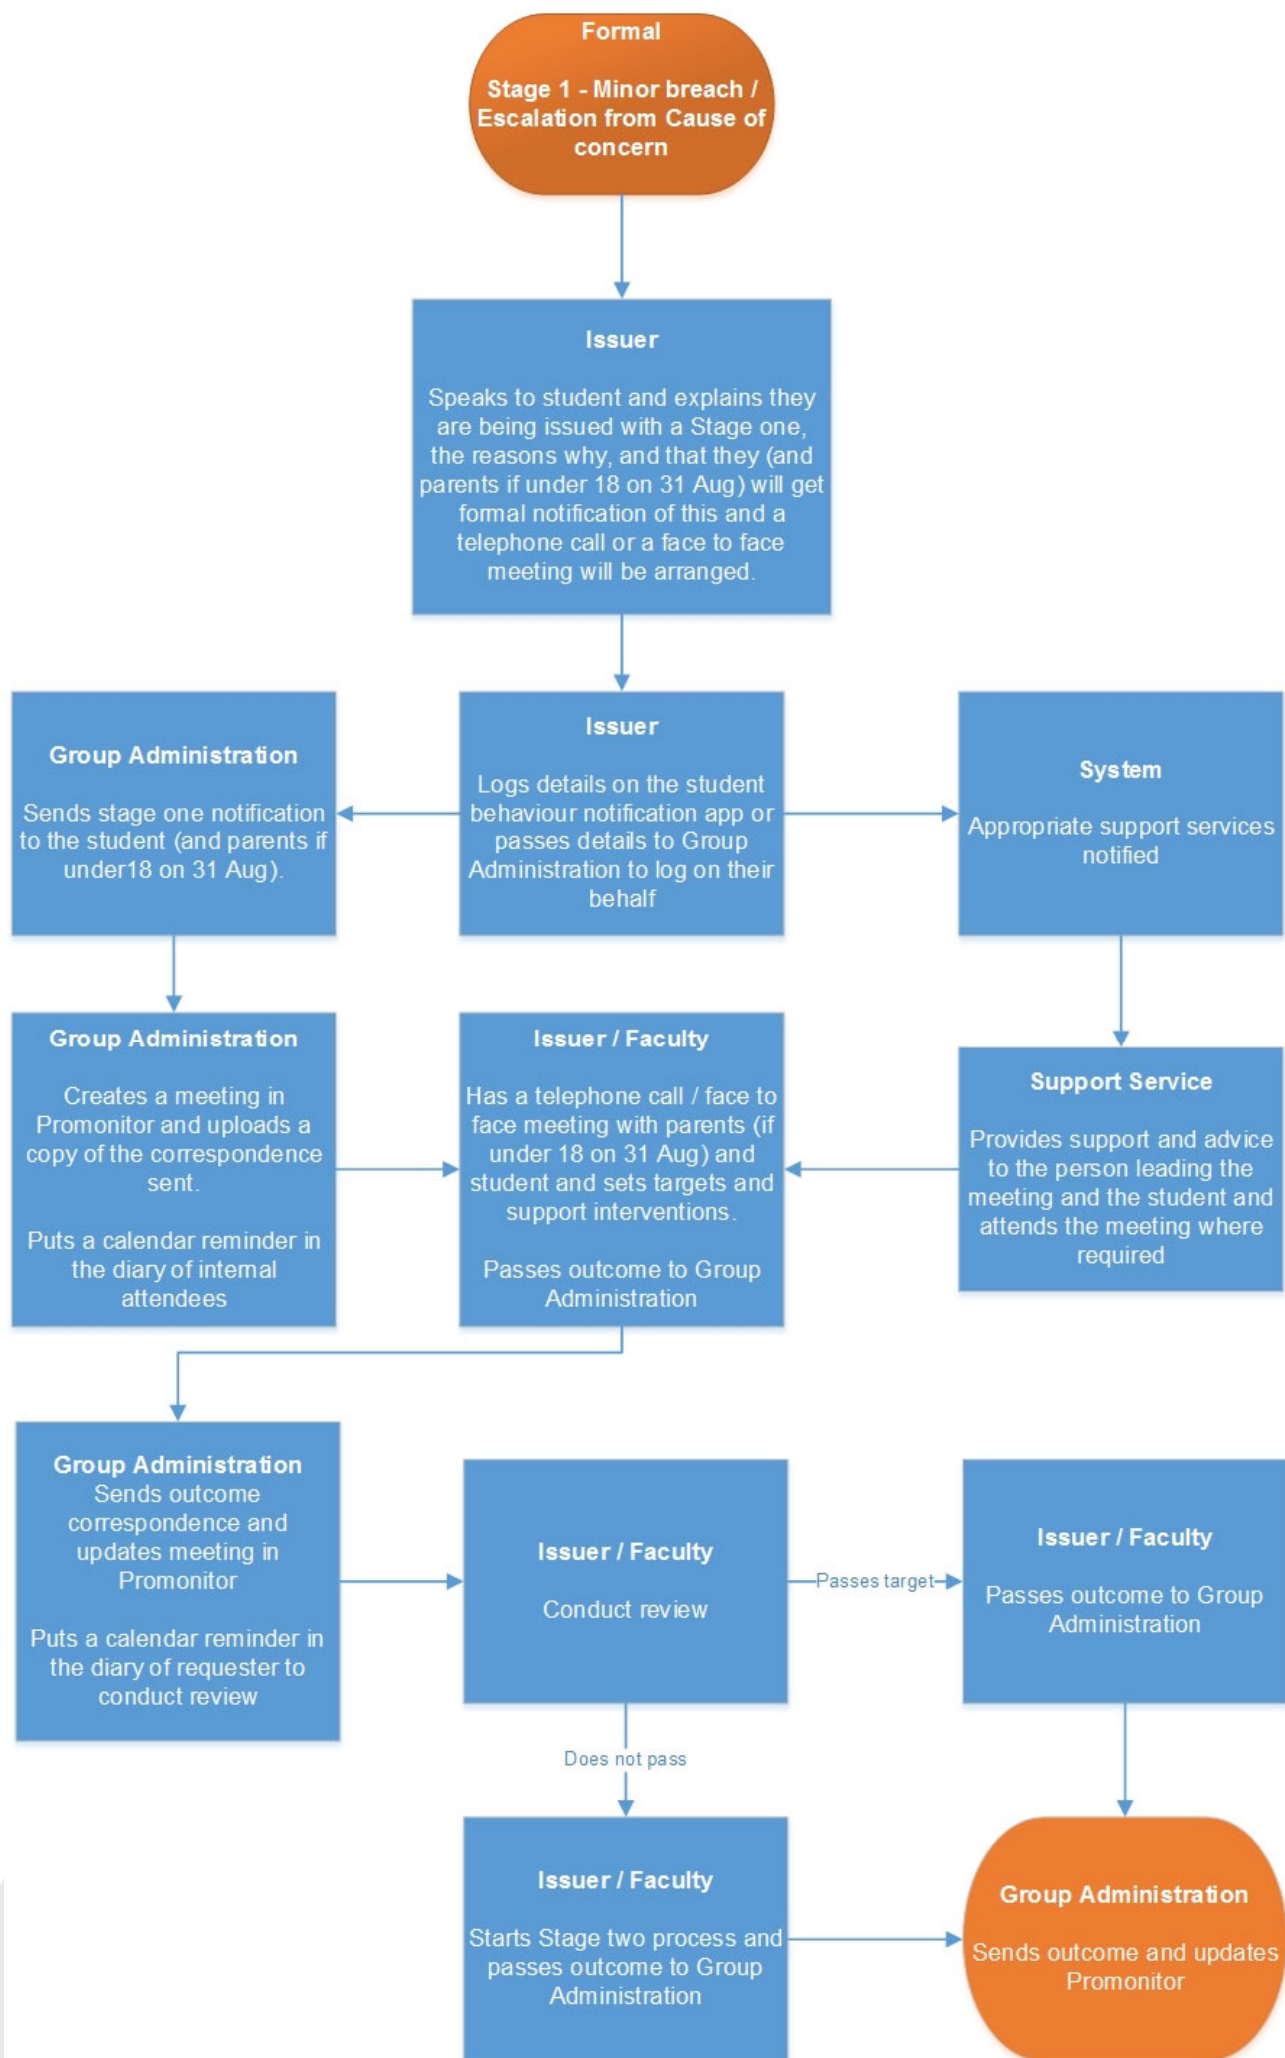 Formal
Stage 1 - Minor breach /
Escalation from Cause of
concern
Issuer
Speaks to student and explains they
are being issued with a Stage one,
the reasons why, and that they (and
parents if under 18 on 31 Aug) will get
formal notification of this and a
telephone call or a face to face
meeting will be arranged.
Group Administration
Sends stage one notification
to the student (and parents if
under18 on 31 Aug).
Issuer
Logs details on the student
behaviour notification app or
passes details to Group
Administration to log on their
behalf
System
Appropriate support services
notified
Group Administration
Creates a meeting in
Promonitor and uploads a
copy of the correspondence
sent.
Puts a calendar reminder in
the diary of internal
attendees
Issuer / Faculty
Has a telephone call / face to
face meeting with parents (if
under 18 on 31 Aug) and
student and sets targets and
support interventions.
Passes outcome to Group
Administration
Support Service
Provides support and advice
to the person leading the
meeting and the student and
attends the meeting where
required
Group Administration
Sends outcome
correspondence and
updates meeting in
Promonitor
Puts a calendar reminder in
the diary of requester to
conduct review
Issuer / Faculty
Conduct review
Passes target
Issuer / Faculty
Passes outcome to Group
Administration
Does not pass
Issuer / Faculty
Starts Stage two process and
passes outcome to Group
Administration
Group Administration
Sends outcome and updates
Promonitor